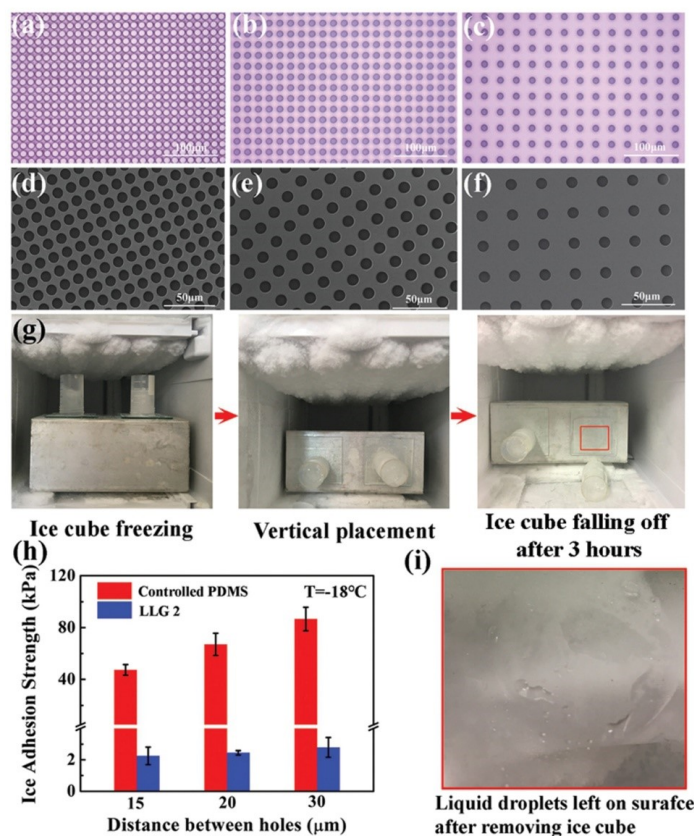 (a)
(b)
(c)
100μm
100μm
100μm
(d)
(e)
(f)
50μm
50μm
50μm
(g)
Ice cube freezing
Vertical placement
Ice cube falling off
after 3 hours
(h)
Ice Adhesion Strength (kPa)
120
80
40
2
0
Controlled PDMS
LLG 2
T=-18℃
15
20
30
Distance between holes (μm)
(i)
Liquid droplets left on surafce
after removing ice cube